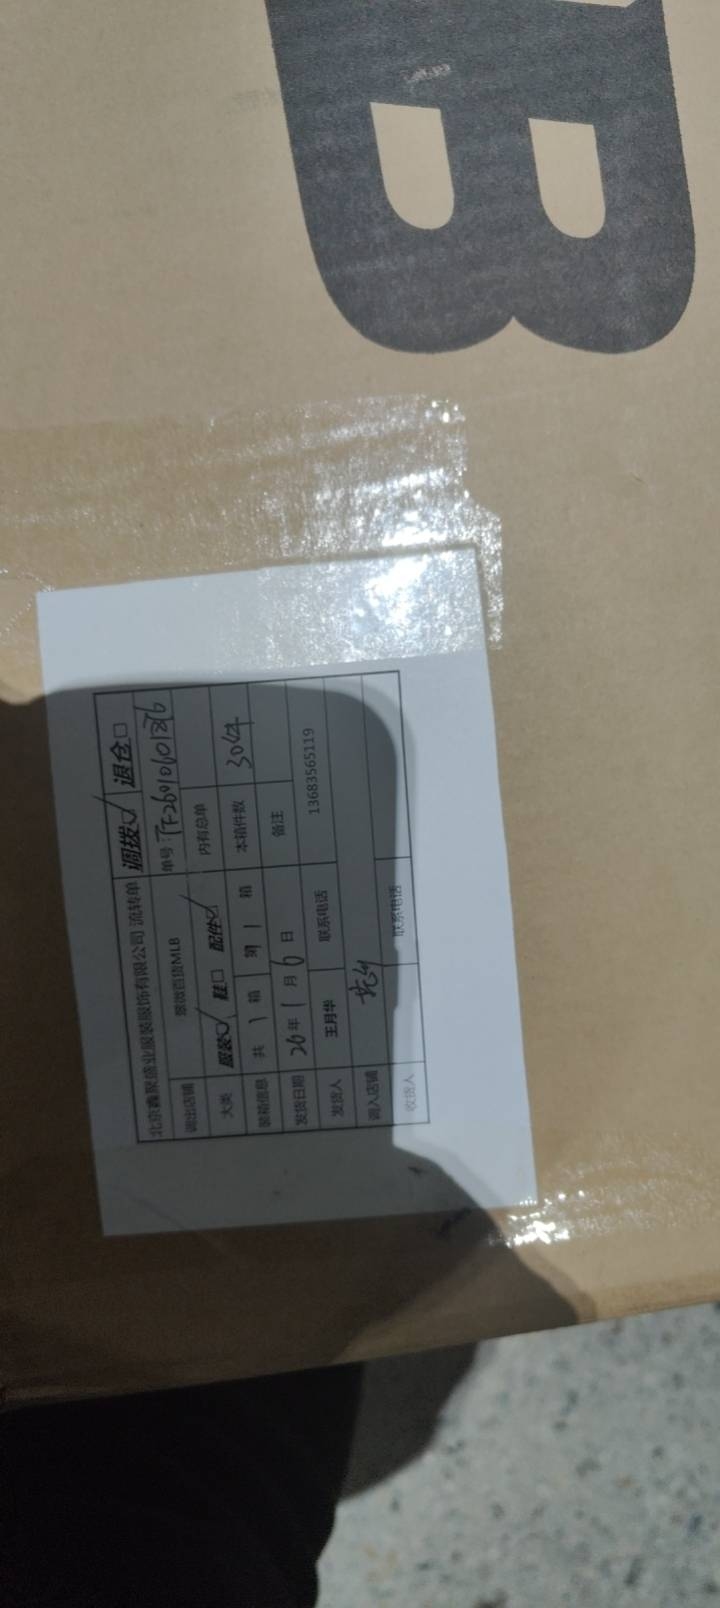 B
北京鑫聚盛业服装服饰有限公司 流转单 调拨☑ 退仓□
调出店铺 翠微百货MLB 单号:TF26010601876
大类 服装☑ 鞋□ 配件☑ 内有总单
装箱信息 共 1 箱 第 1 箱 本箱件数 30件
发货日期 26年 1 月 6 日 备注
发货人 王月华 联系电话 13683565119
调入店铺
收货人 联系电话